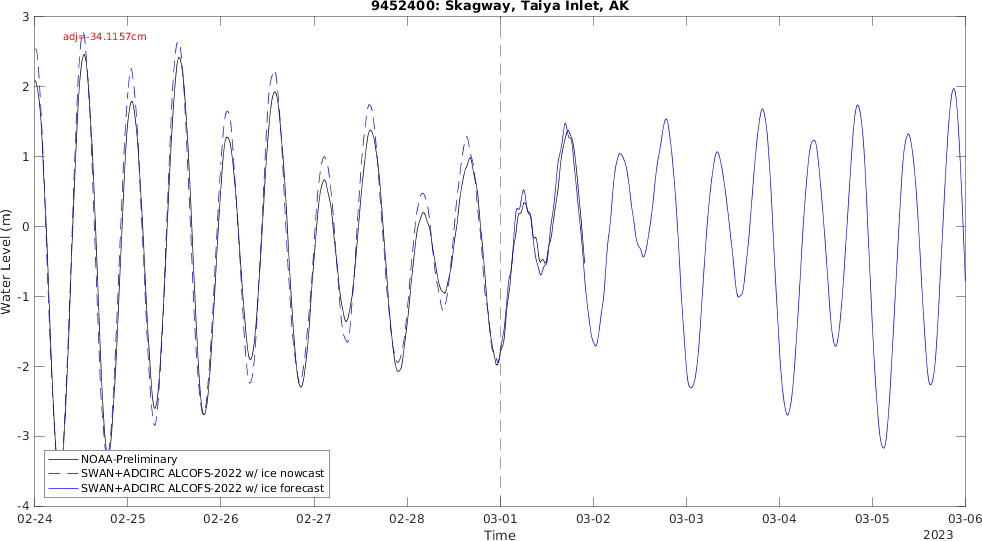 9452400: Skagway, Taiya Inlet, AK
adj=-34.1157cm
3
2
1
0
-1
-2
-3
-4
Water Level (m)
NOAA-Preliminary
SWAN+ADCIRC ALCOFS-2022 w/ ice nowcast
SWAN+ADCIRC ALCOFS-2022 w/ ice forecast
02-24 02-25 02-26 02-27 02-28 03-01 03-02 03-03 03-04 03-05 03-06
Time
2023